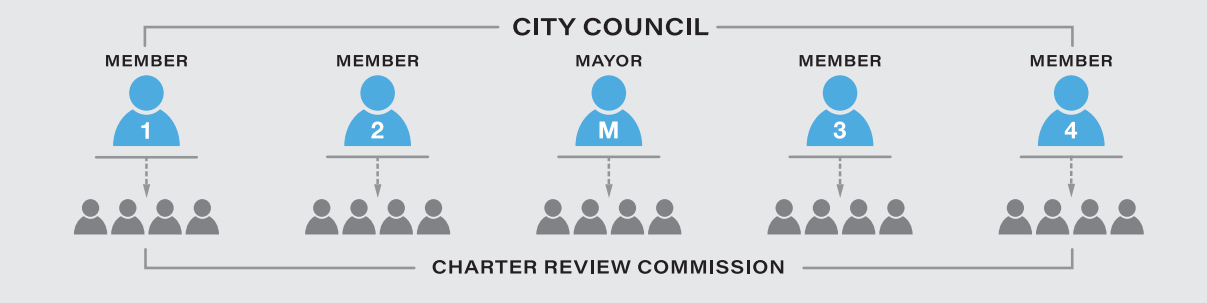 CITY COUNCIL
MEMBER MEMBER MAYOR MEMBER MEMBER
1 2 M 3 4
CHARTER REVIEW COMMISSION